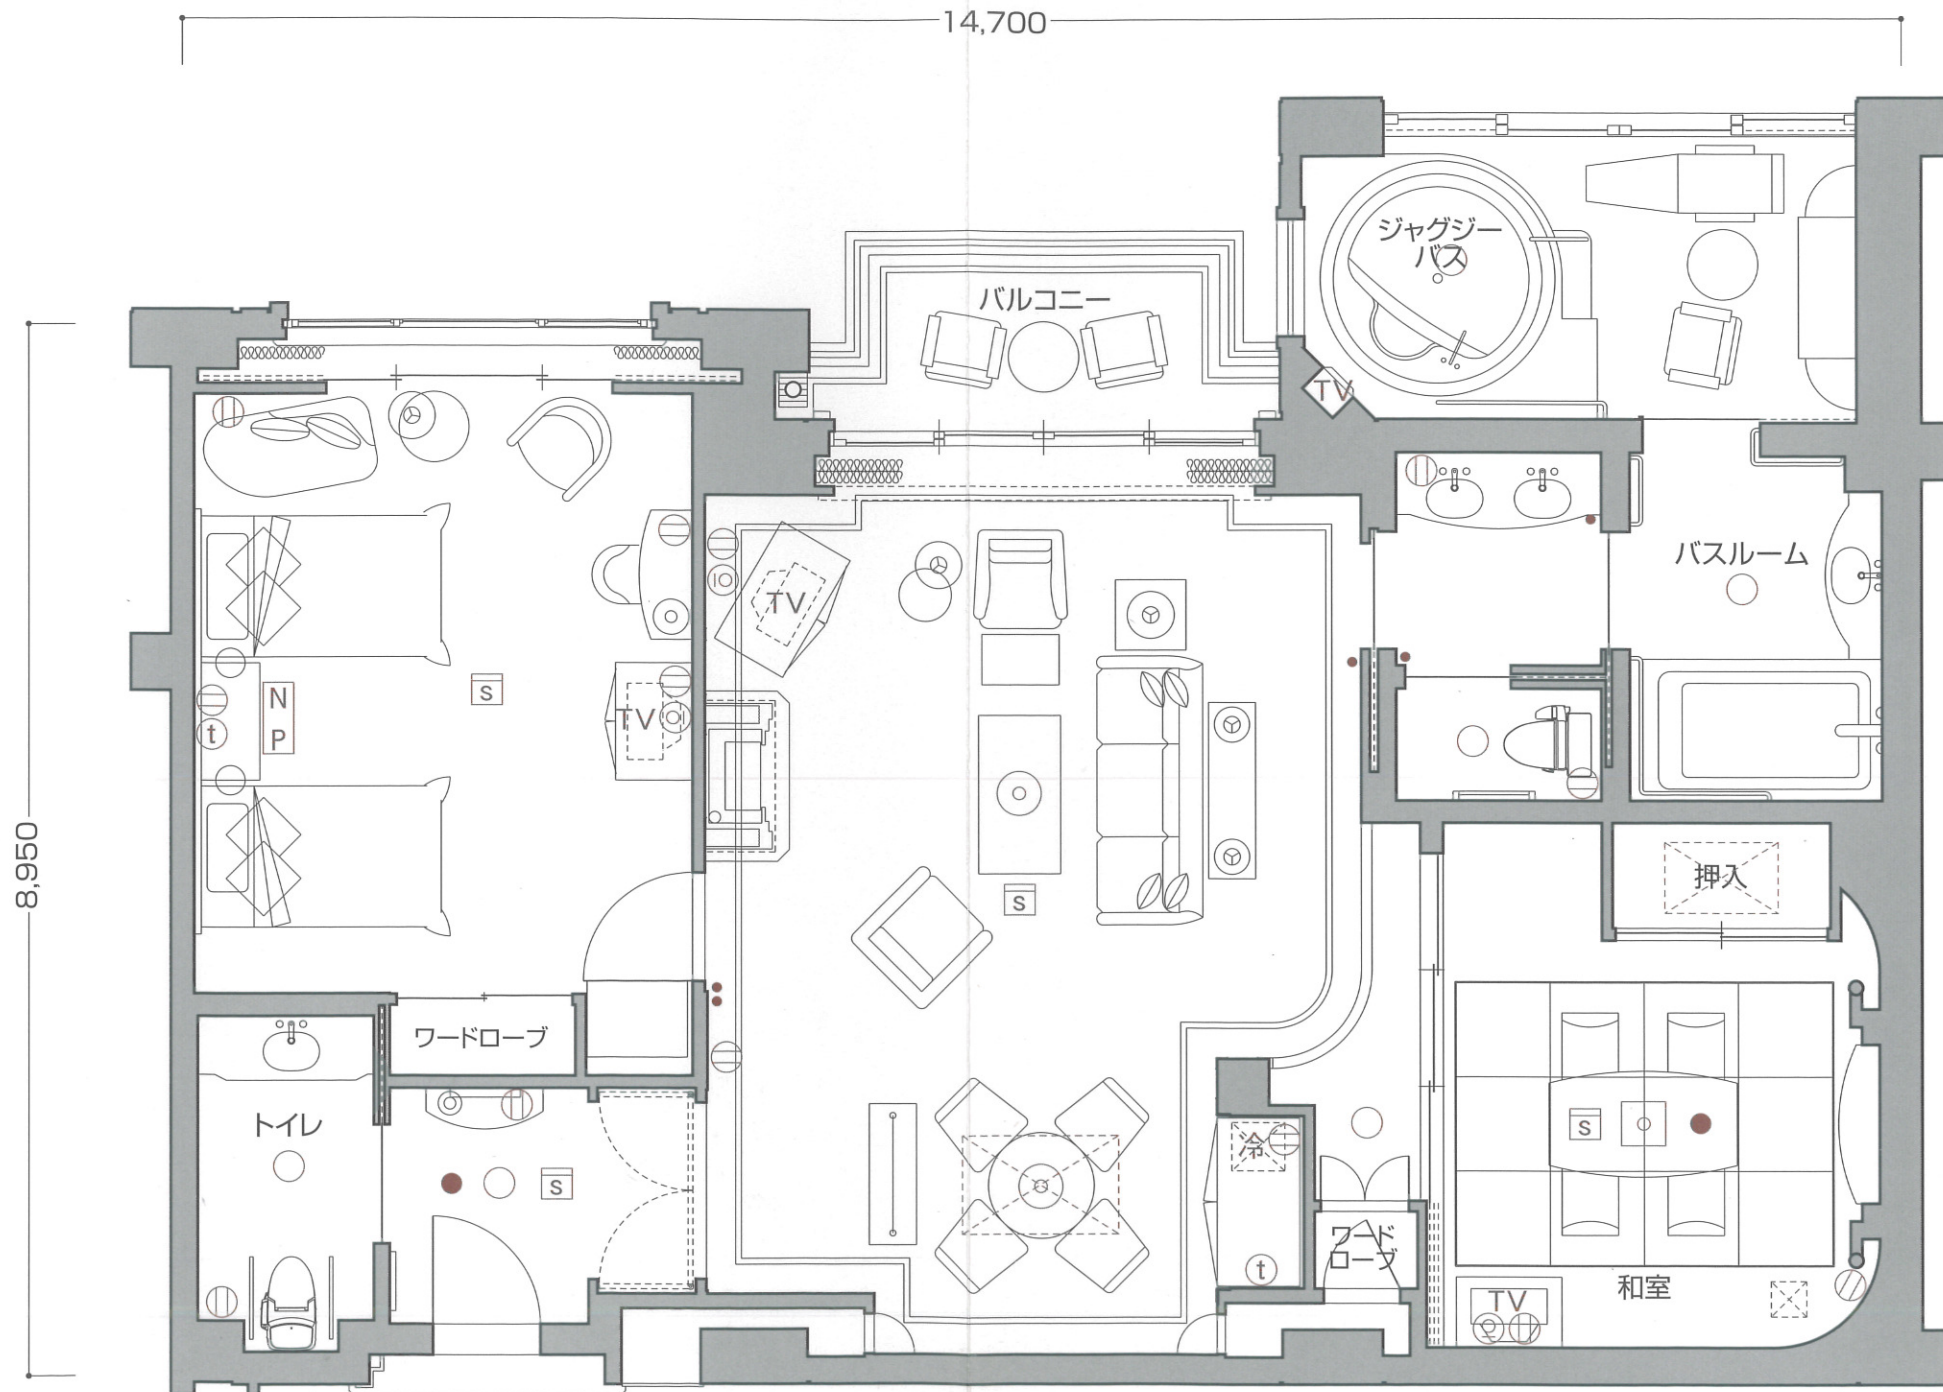 14,700
ジャグジー
バス
バルコニー
TV
8,950
バスルーム
TV
N
P
t
s
TV
s
押入
ワードローブ
トイレ
s
冷
t
ワード
ローブ
s
和室
TV